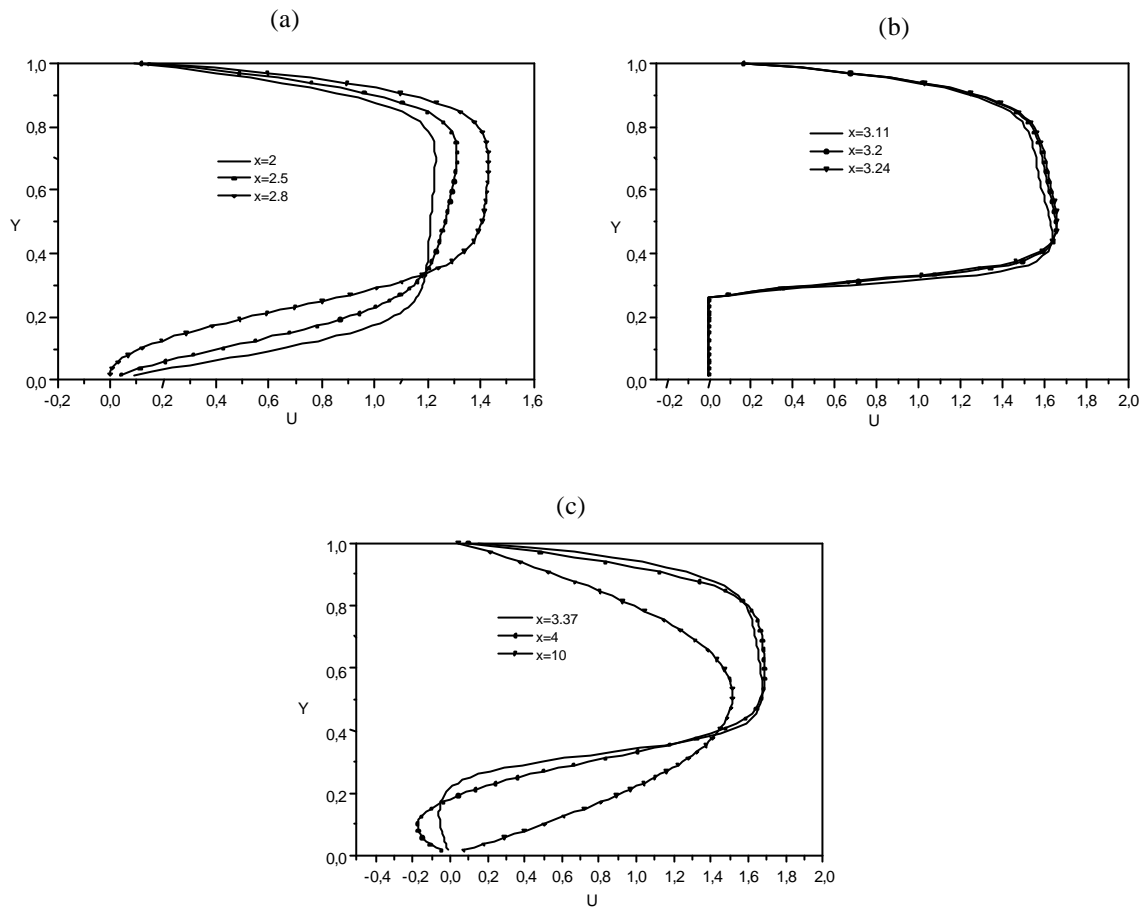 (a)
1,0
0,8
0,6
Y
0,4
0,2
0,0
-0,2 0,0 0,2 0,4 0,6 0,8 1,0 1,2 1,4 1,6
U
x=2
x=2.5
x=2.8
(b)
1,0
0,8
0,6
Y
0,4
0,2
0,0
-0,2 0,0 0,2 0,4 0,6 0,8 1,0 1,2 1,4 1,6 1,8 2,0
U
x=3.11
x=3.2
x=3.24
(c)
1,0
0,8
0,6
Y
0,4
0,2
0,0
-0,4 -0,2 0,0 0,2 0,4 0,6 0,8 1,0 1,2 1,4 1,6 1,8 2,0
U
x=3.37
x=4
x=10